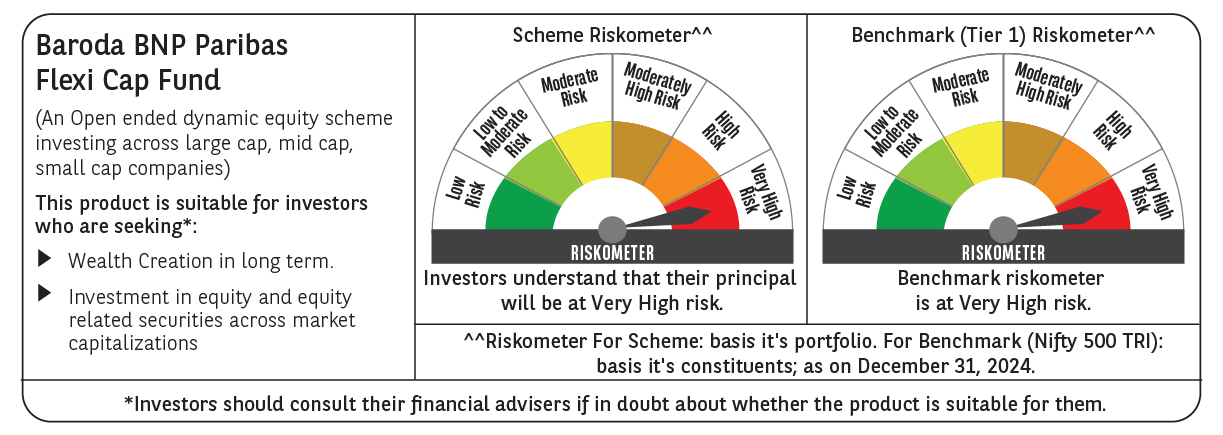 Baroda BNP Paribas
Flexi Cap Fund
(An Open ended dynamic equity scheme
investing across large cap, mid cap,
small cap companies)
This product is suitable for investors
who are seeking*:
Wealth Creation in long term.
Investment in equity and equity
related securities across market
capitalizations
Scheme Riskometer^^
Low
Risk
Low to
Moderate
Risk
Moderate
Risk
Moderately
High Risk
High
Risk
Very High
Risk
RISKOMETER
Investors understand that their principal
will be at Very High risk.
Benchmark (Tier 1) Riskometer^^
Low
Risk
Low to
Moderate
Risk
Moderate
Risk
Moderately
High Risk
High
Risk
Very High
Risk
RISKOMETER
Benchmark riskometer
is at Very High risk.
^^Riskometer For Scheme: basis it's portfolio. For Benchmark (Nifty 500 TRI):
basis it's constituents; as on December 31, 2024.
*Investors should consult their financial advisers if in doubt about whether the product is suitable for them.